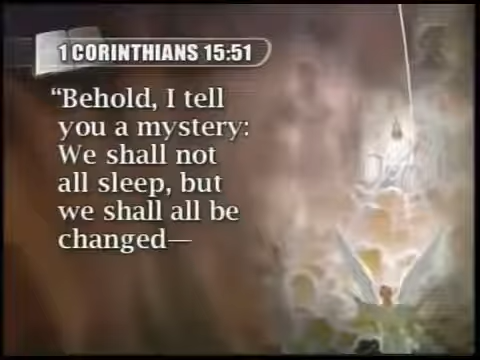 1 CORINTHIANS 15:51
“Behold, I tell
you a mystery:
We shall not
all sleep, but
we shall all be
changed—